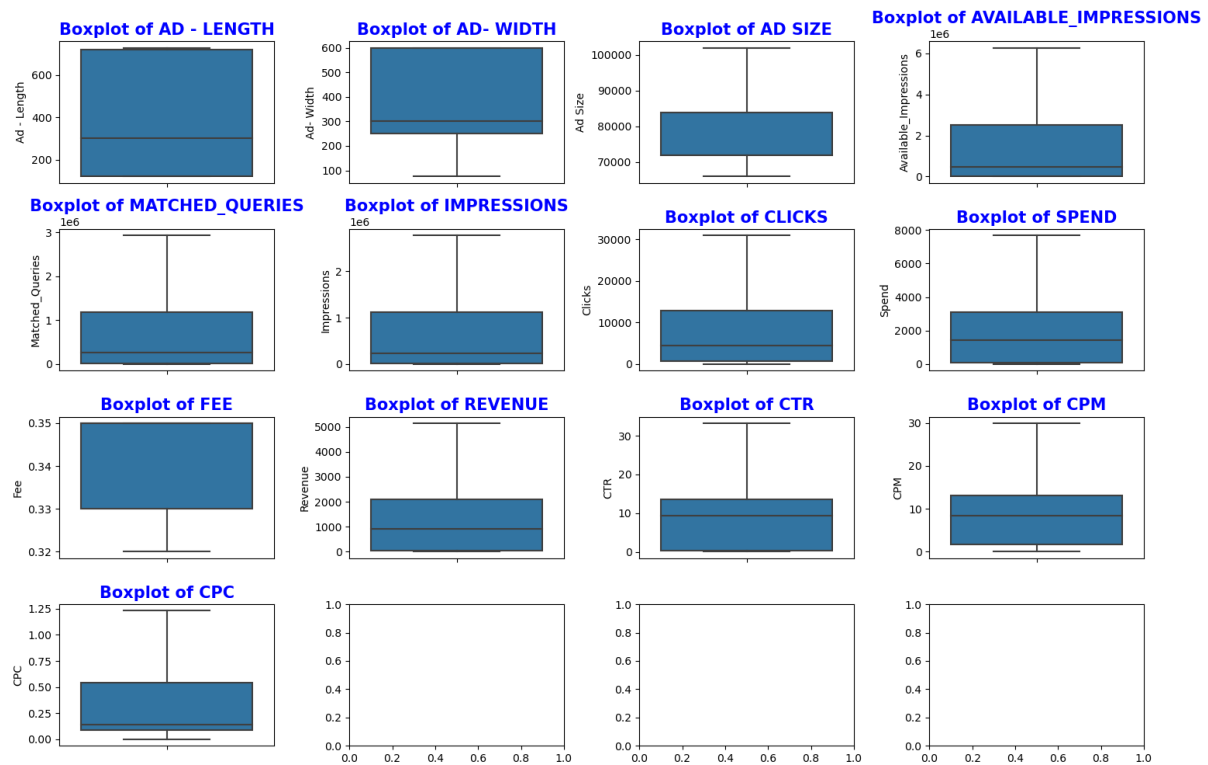 Boxplot of AD - LENGTH
Ad - Length
600
400
200
Boxplot of AD- WIDTH
Ad- Width
600
500
400
300
200
100
Boxplot of AD SIZE
Ad Size
100000
90000
80000
70000
Boxplot of AVAILABLE_IMPRESSIONS
1e6
Available_Impressions
6
4
2
0
Boxplot of MATCHED_QUERIES
1e6
Matched_Queries
3
2
1
0
Boxplot of IMPRESSIONS
1e6
Impressions
2
1
0
Boxplot of CLICKS
Clicks
30000
20000
10000
0
Boxplot of SPEND
Spend
8000
6000
4000
2000
0
Boxplot of FEE
Fee
0.35
0.34
0.33
0.32
Boxplot of REVENUE
Revenue
5000
4000
3000
2000
1000
0
Boxplot of CTR
CTR
30
20
10
0
Boxplot of CPM
CPM
30
20
10
0
Boxplot of CPC
CPC
1.25
1.00
0.75
0.50
0.25
0.00
1.0
0.8
0.6
0.4
0.2
0.0
0.0 0.2 0.4 0.6 0.8 1.0
1.0
0.8
0.6
0.4
0.2
0.0
0.0 0.2 0.4 0.6 0.8 1.0
1.0
0.8
0.6
0.4
0.2
0.0
0.0 0.2 0.4 0.6 0.8 1.0